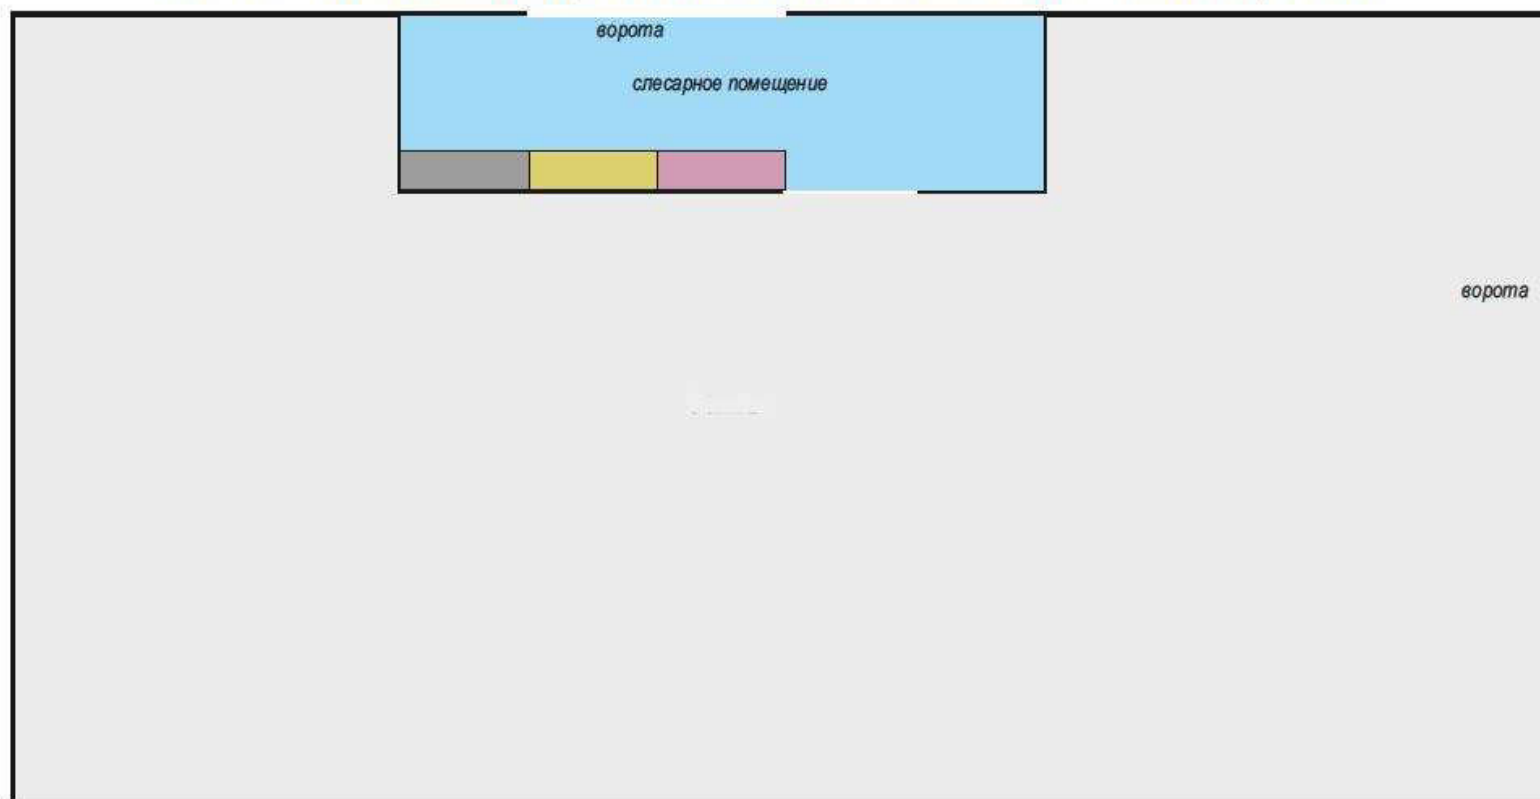 ворота
слесарное помещение
ворота